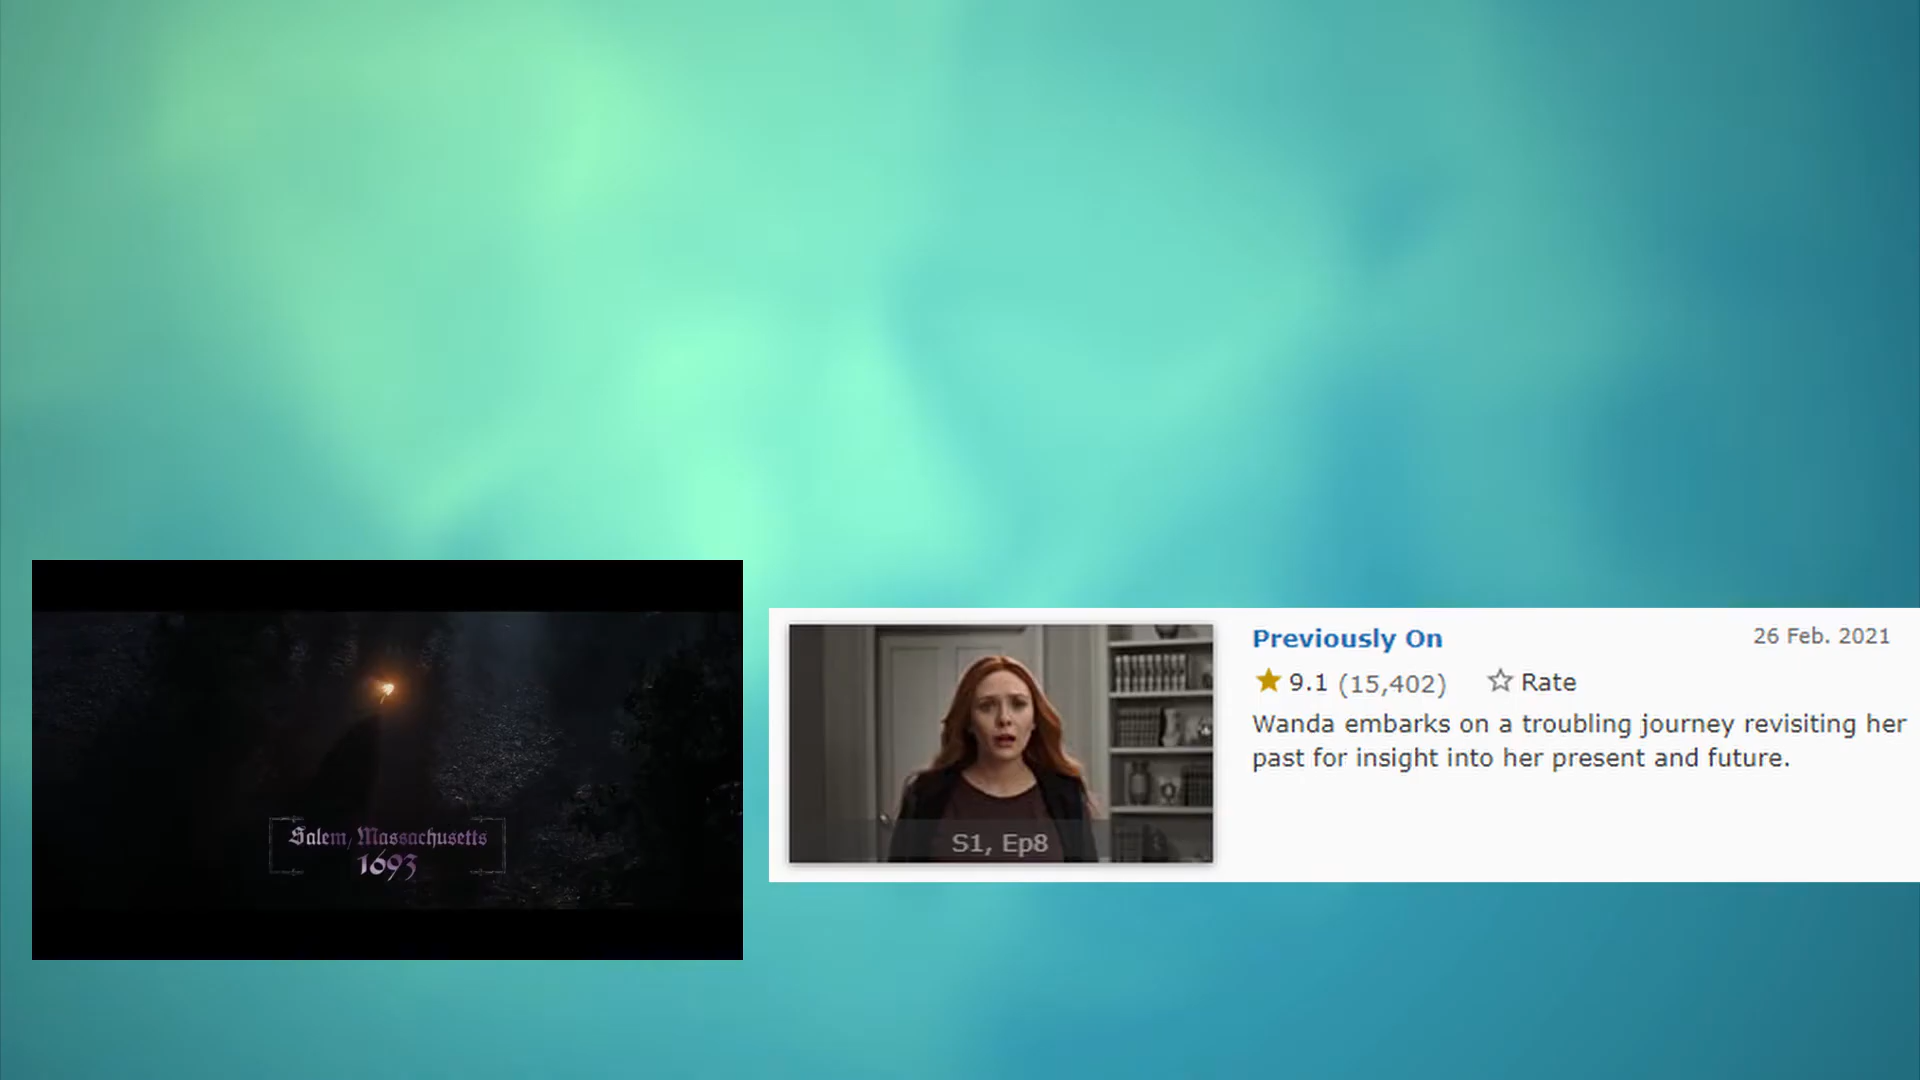 Salem, Massachusetts
1693
Previously On
26 Feb. 2021
9.1 (15,402)
Rate
Wanda embarks on a troubling journey revisiting her
past for insight into her present and future.
S1, Ep8